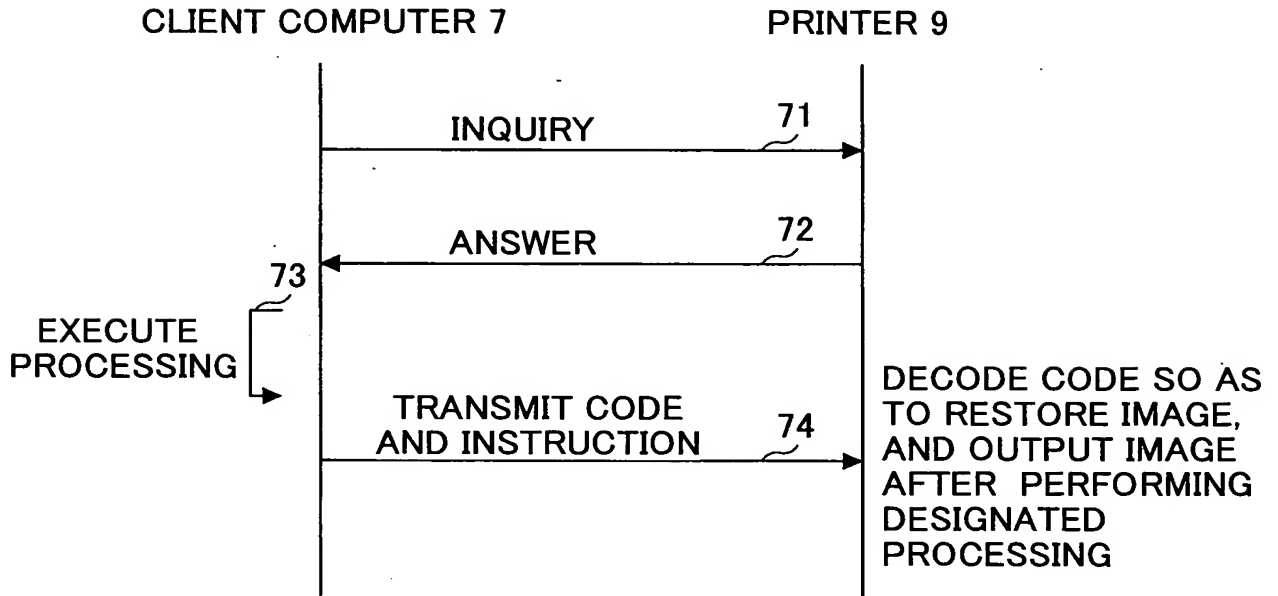 CLIENT COMPUTER 7
PRINTER 9
INQUIRY
71
ANSWER
72
73
EXECUTE
PROCESSING
TRANSMIT CODE
AND INSTRUCTION
74
DECODE CODE SO AS
TO RESTORE IMAGE,
AND OUTPUT IMAGE
AFTER PERFORMING
DESIGNATED
PROCESSING